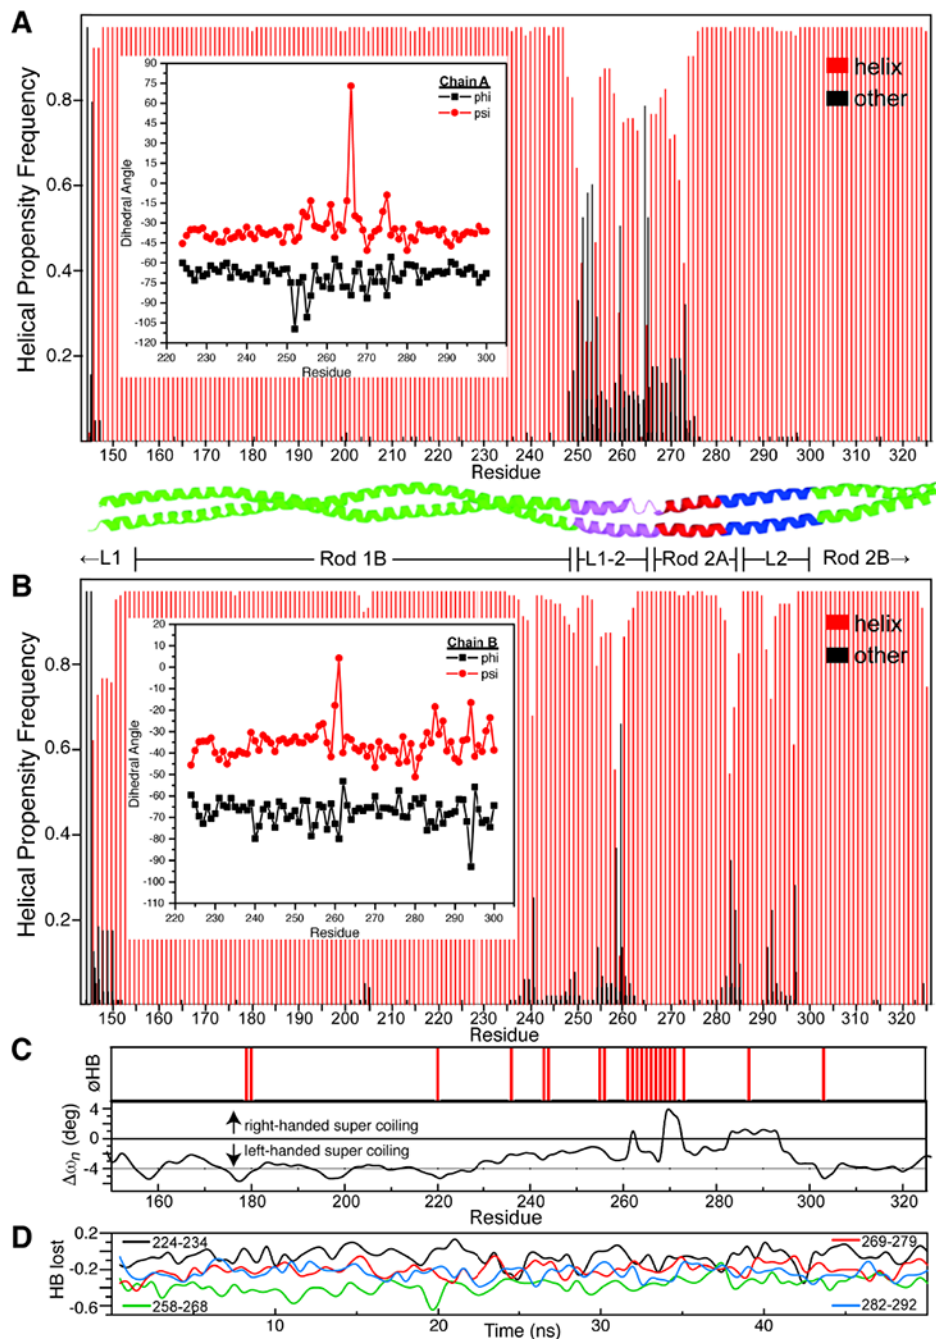 A
Helical Propensity Frequency
0.8
0.6
0.4
0.2
helix
other
Chain A
phi
psi
Dihedral Angle
90
75
60
45
30
15
0
-15
-30
-45
-60
-75
-90
-105
-120
220 230 240 250 260 270 280 290 300
Residue
150 160 170 180 190 200 210 220 230 240 250 260 270 280 290 300 310 320
Residue
←L1 Rod 1B L1-2 Rod 2A L2 Rod 2B→
B
Helical Propensity Frequency
0.8
0.6
0.4
0.2
helix
other
Chain B
phi
psi
Dihedral Angle
20
10
0
-10
-20
-30
-40
-50
-60
-70
-80
-90
-100
-110
220 230 240 250 260 270 280 290 300
Residue
150 160 170 180 190 200 210 220 230 240 250 260 270 280 290 300 310 320
Residue
C
øHB
Δωn (deg)
4
0
-4
right-handed super coiling
left-handed super coiling
160 180 200 220 240 260 280 300 320
Residue
D
HB lost
0.2
-0.2
-0.6
224-234
269-279
258-268
282-292
10 20 30 40
Time (ns)